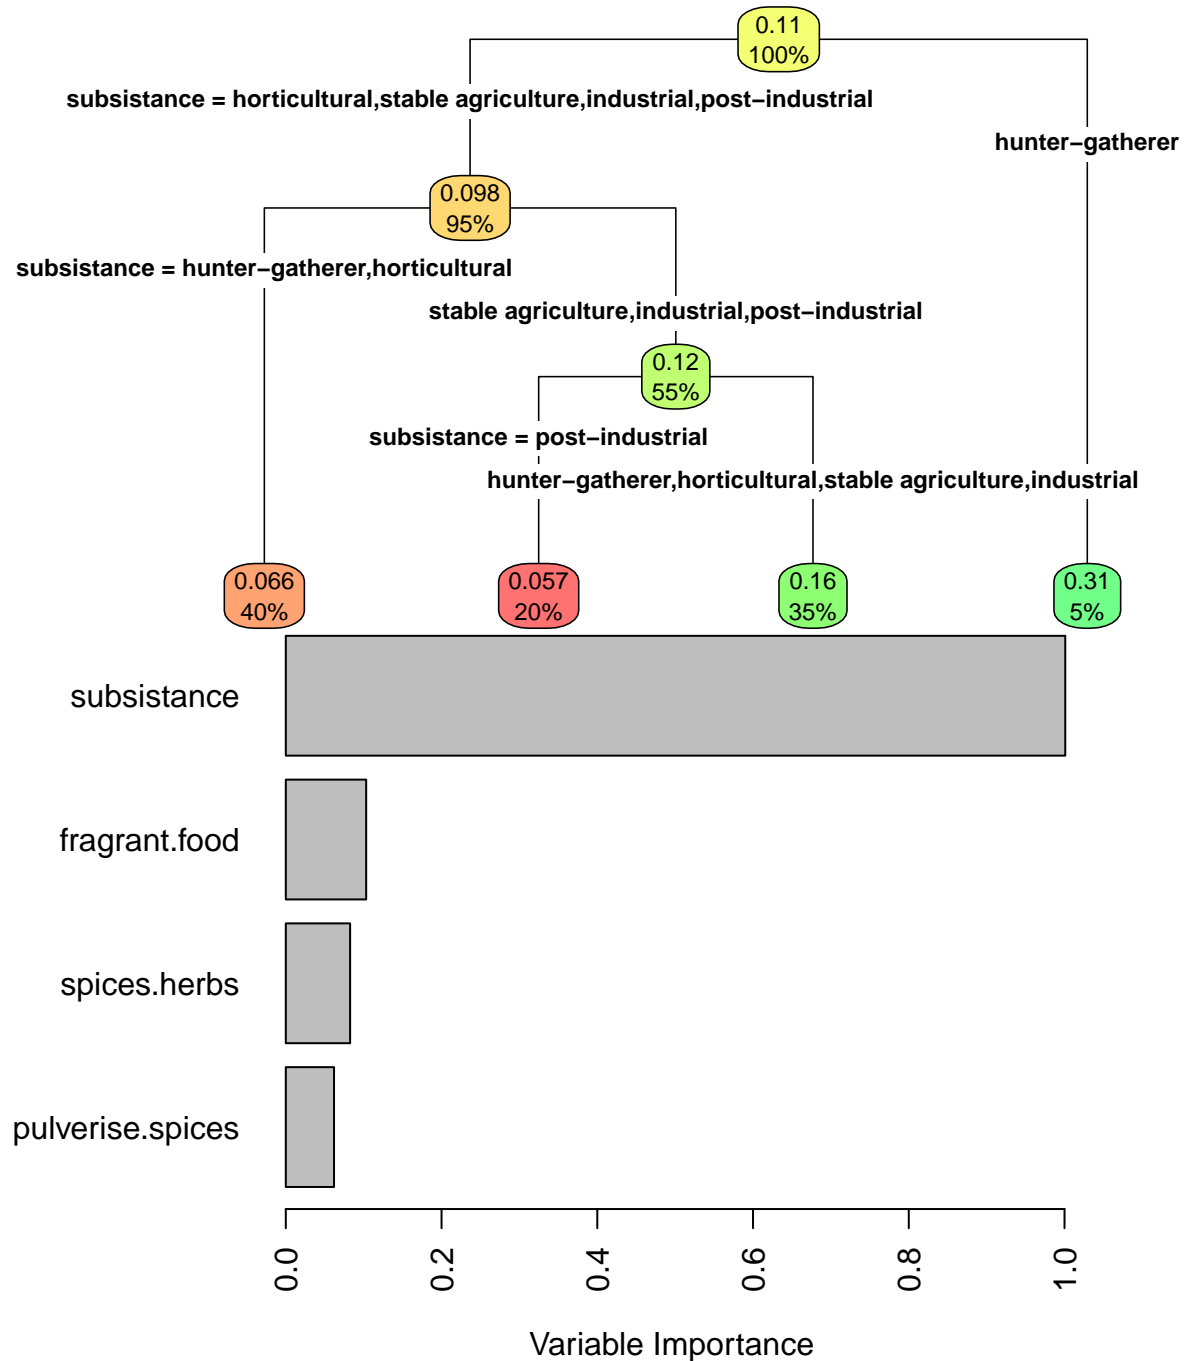 0.11
100%
subsistance = horticultural,stable agriculture,industrial,post−industrial
hunter−gatherer
0.098
95%
subsistance = hunter−gatherer,horticultural
stable agriculture,industrial,post−industrial
0.12
55%
subsistance = post−industrial
hunter−gatherer,horticultural,stable agriculture,industrial
0.066
40%
0.057
20%
0.16
35%
0.31
5%
subsistance
fragrant.food
spices.herbs
pulverise.spices
0.0
0.2
0.4
0.6
0.8
1.0
Variable Importance